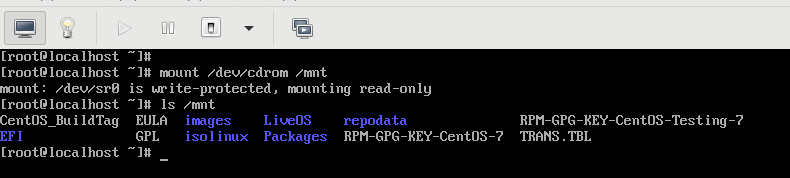 [root@localhost ~]#
[root@localhost ~]# mount /dev/cdrom /mnt
mount: /dev/sr0 is write-protected, mounting read-only
[root@localhost ~]# ls /mnt
CentOS_BuildTag  EULA  images    LiveOS    repodata              RPM-GPG-KEY-CentOS-Testing-7
EFI              GPL   isolinux  Packages  RPM-GPG-KEY-CentOS-7  TRANS.TBL
[root@localhost ~]# _